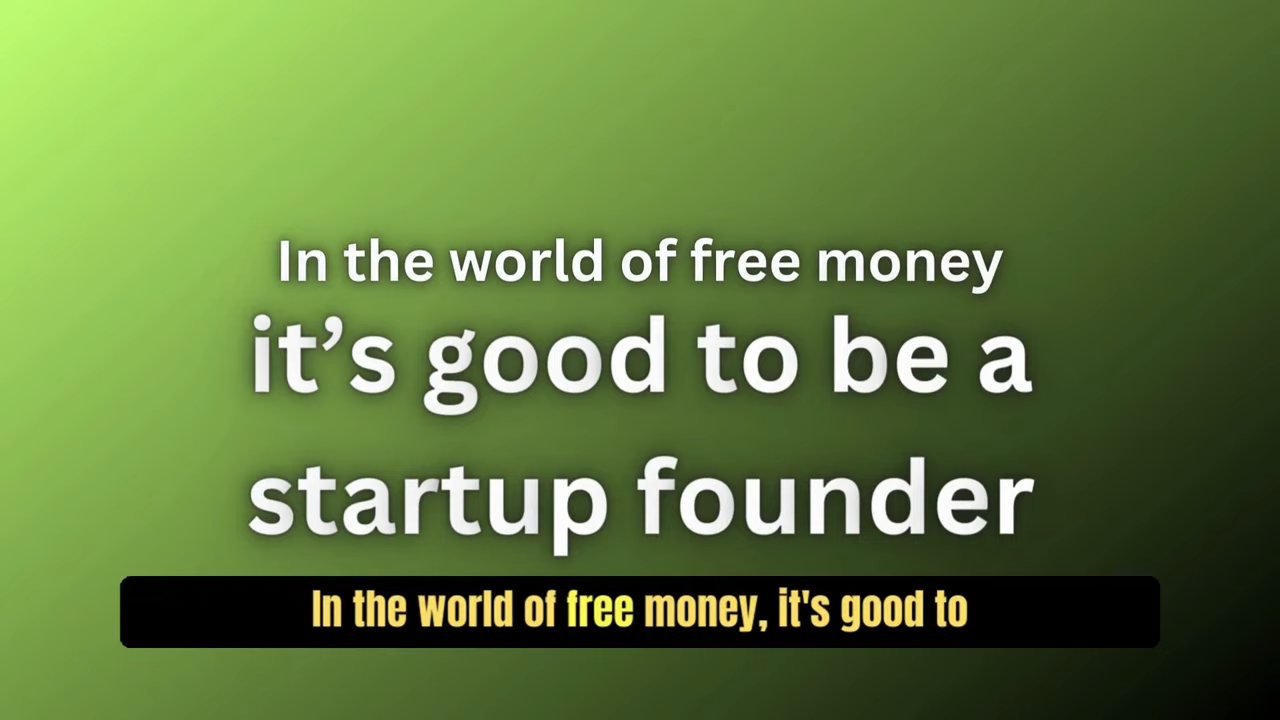 In the world of free money
it’s good to be a
startup founder
In the world of free money, it's good to